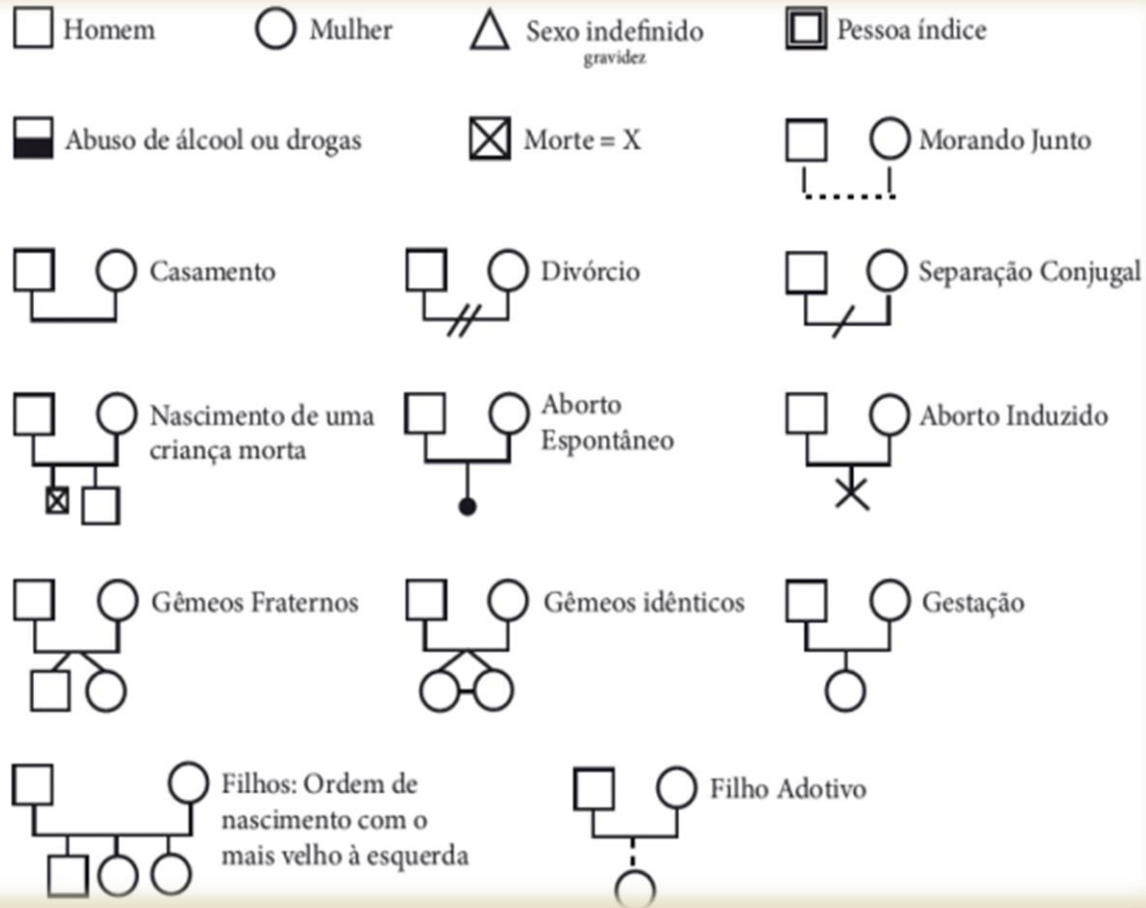 Homem
Mulher
Sexo indefinido
gravidez
Pessoa índice
Abuso de álcool ou drogas
Morte = X
Morando Junto
Casamento
Divórcio
Separação Conjugal
Nascimento de uma
criança morta
Aborto
Espontâneo
Aborto Induzido
Gêmeos Fraternos
Gêmeos idênticos
Gestação
Filhos: Ordem de
nascimento com o
mais velho à esquerda
Filho Adotivo